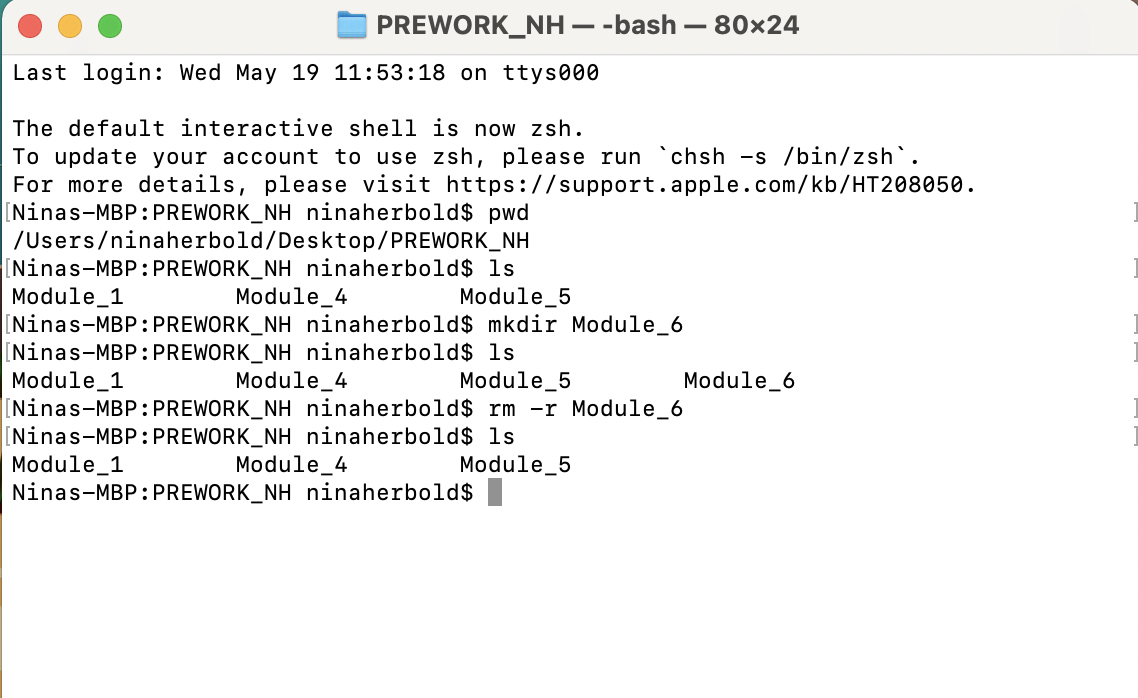 PREWORK_NH — -bash — 80×24
Last login: Wed May 19 11:53:18 on ttys000
The default interactive shell is now zsh.
To update your account to use zsh, please run `chsh -s /bin/zsh`.
For more details, please visit https://support.apple.com/kb/HT208050.
[Ninas-MBP:PREWORK_NH ninaherbold$ pwd ]
/Users/ninaherbold/Desktop/PREWORK_NH
[Ninas-MBP:PREWORK_NH ninaherbold$ ls ]
Module_1        Module_4        Module_5
[Ninas-MBP:PREWORK_NH ninaherbold$ mkdir Module_6 ]
[Ninas-MBP:PREWORK_NH ninaherbold$ ls ]
Module_1        Module_4        Module_5        Module_6
[Ninas-MBP:PREWORK_NH ninaherbold$ rm -r Module_6 ]
[Ninas-MBP:PREWORK_NH ninaherbold$ ls ]
Module_1        Module_4        Module_5
Ninas-MBP:PREWORK_NH ninaherbold$